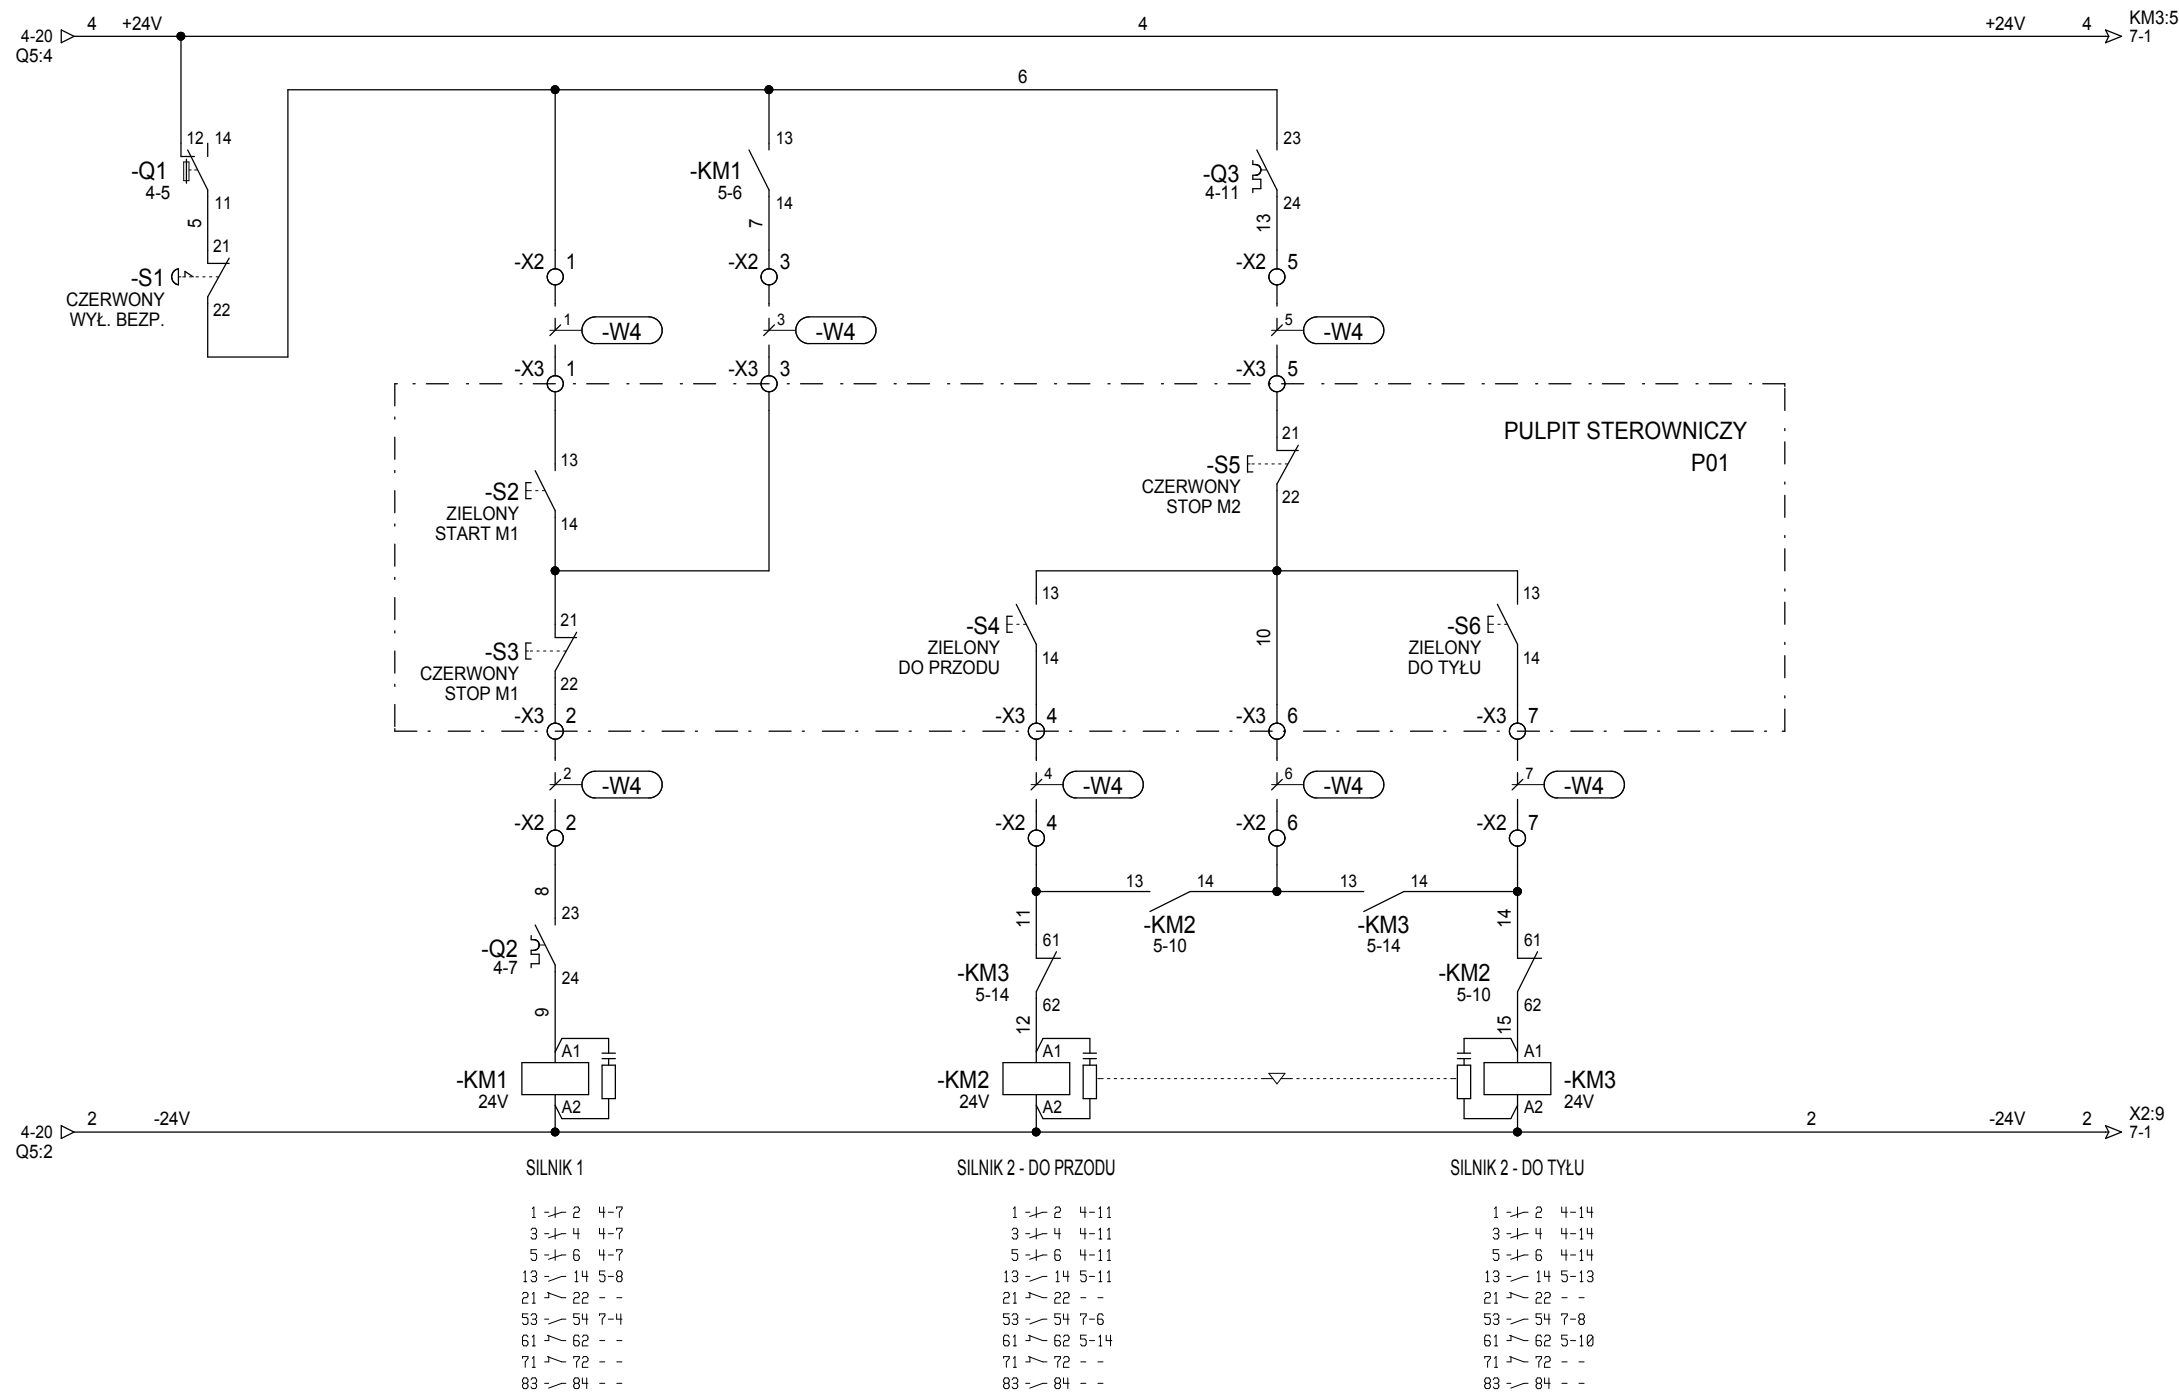 4 +24V 4 +24V 4 KM3:5
4-20 7-1
Q5:4
6
12 14 13 23
-Q1 -KM1 -Q3
4-5 5-6 4-11
11 14 24
5 7 13
21
-S1 -X2 1 -X2 3 -X2 5
CZERWONY
WYŁ. BEZP.
22
1 -W4 3 -W4 5 -W4
-X3 1 -X3 3 -X3 5
PULPIT STEROWNICZY
P01
13 21
-S2 -S5
ZIELONY CZERWONY
START M1 STOP M2
14 22
13 13
21 -S4 10 -S6
-S3 ZIELONY ZIELONY
CZERWONY DO PRZODU DO TYŁU
STOP M1 14 14
22
-X3 2 -X3 4 -X3 6 -X3 7
2 -W4 4 -W4 6 -W4 7 -W4
-X2 2 -X2 4 -X2 6 -X2 7
8 13 14 13 14
23 11 -KM2 -KM3 14
5-10 5-14
-Q2 61 61
4-7 -KM3 -KM2
24 5-14 5-10
62 62
9 12 15
A1 A1 A1
-KM1 -KM2 -KM3
24V 24V 24V
A2 A2 A2
2 -24V 2 -24V 2 X2:9
4-20 7-1
Q5:2
SILNIK 1 SILNIK 2 - DO PRZODU SILNIK 2 - DO TYŁU
1 2 4-7 1 2 4-11 1 2 4-14
3 4 4-7 3 4 4-11 3 4 4-14
5 6 4-7 5 6 4-11 5 6 4-14
13 14 5-8 13 14 5-11 13 14 5-13
21 22 - - 21 22 - - 21 22 - -
53 54 7-4 53 54 7-6 53 54 7-8
61 62 - - 61 62 5-14 61 62 5-10
71 72 - - 71 72 - - 71 72 - -
83 84 - - 83 84 - - 83 84 - -